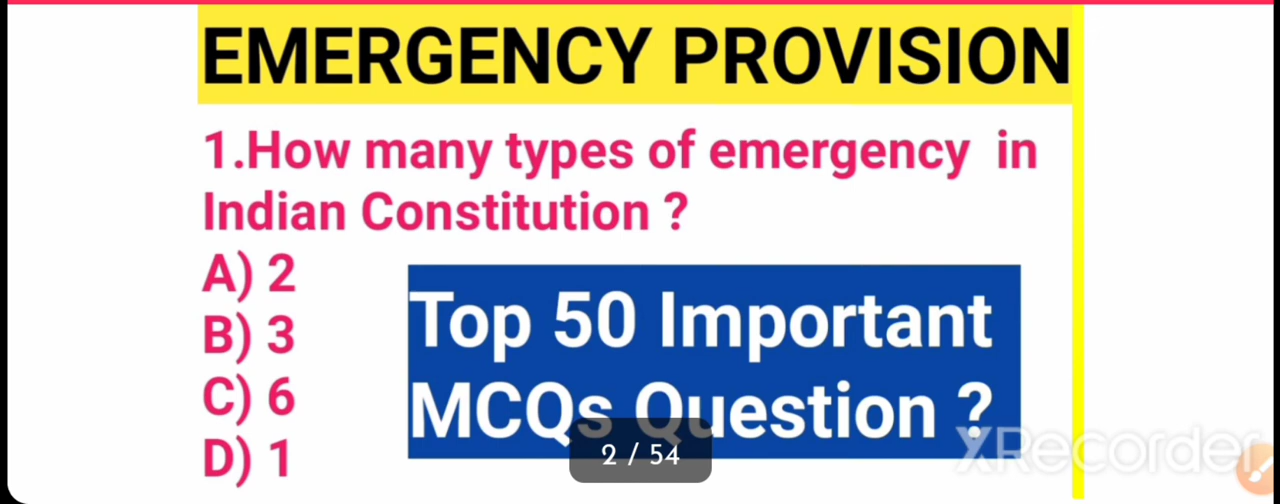 EMERGENCY PROVISION
1.How many types of emergency in
Indian Constitution ?
A) 2
B) 3
C) 6
D) 1
Top 50 Important
MCQs Question ?
2 / 54
XRecorder